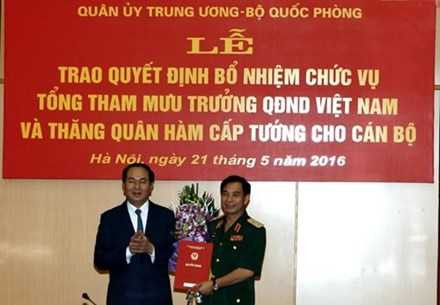 QUÂN ỦY TRUNG ƯƠNG-BỘ QUỐC PHÒNG
LỄ
TRAO QUYẾT ĐỊNH BỔ NHIỆM CHỨC VỤ
TỔNG THAM MƯU TRƯỞNG QĐND VIỆT NAM
VÀ THĂNG QUÂN HÀM CẤP TƯỚNG CHO CÁN BỘ
Hà Nội, ngày 21 tháng 5 năm 2016